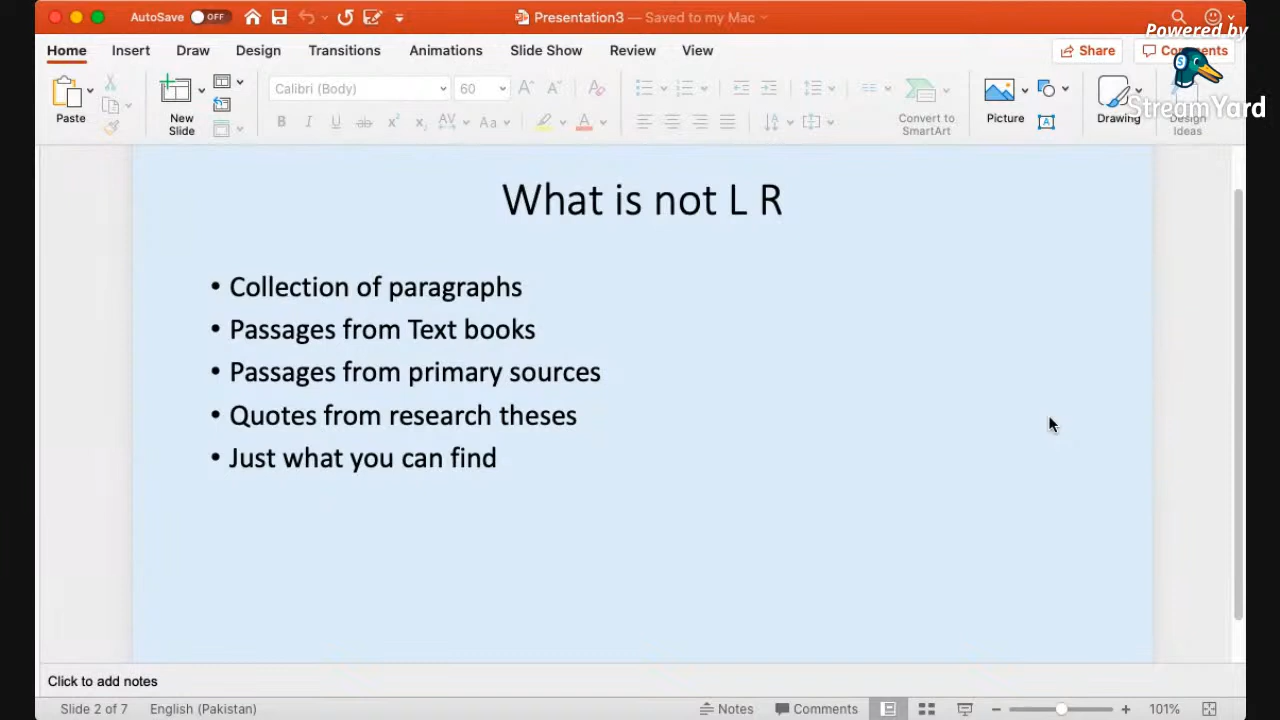 AutoSave OFF Presentation3 — Saved to my Mac
Powered by
Home Insert Draw Design Transitions Animations Slide Show Review View Share Comments
StreamYard
Calibri (Body) 60
Paste New Slide Convert to SmartArt Picture Drawing Design Ideas
What is not L R
• Collection of paragraphs
• Passages from Text books
• Passages from primary sources
• Quotes from research theses
• Just what you can find
Click to add notes
Slide 2 of 7 English (Pakistan) Notes Comments 101%